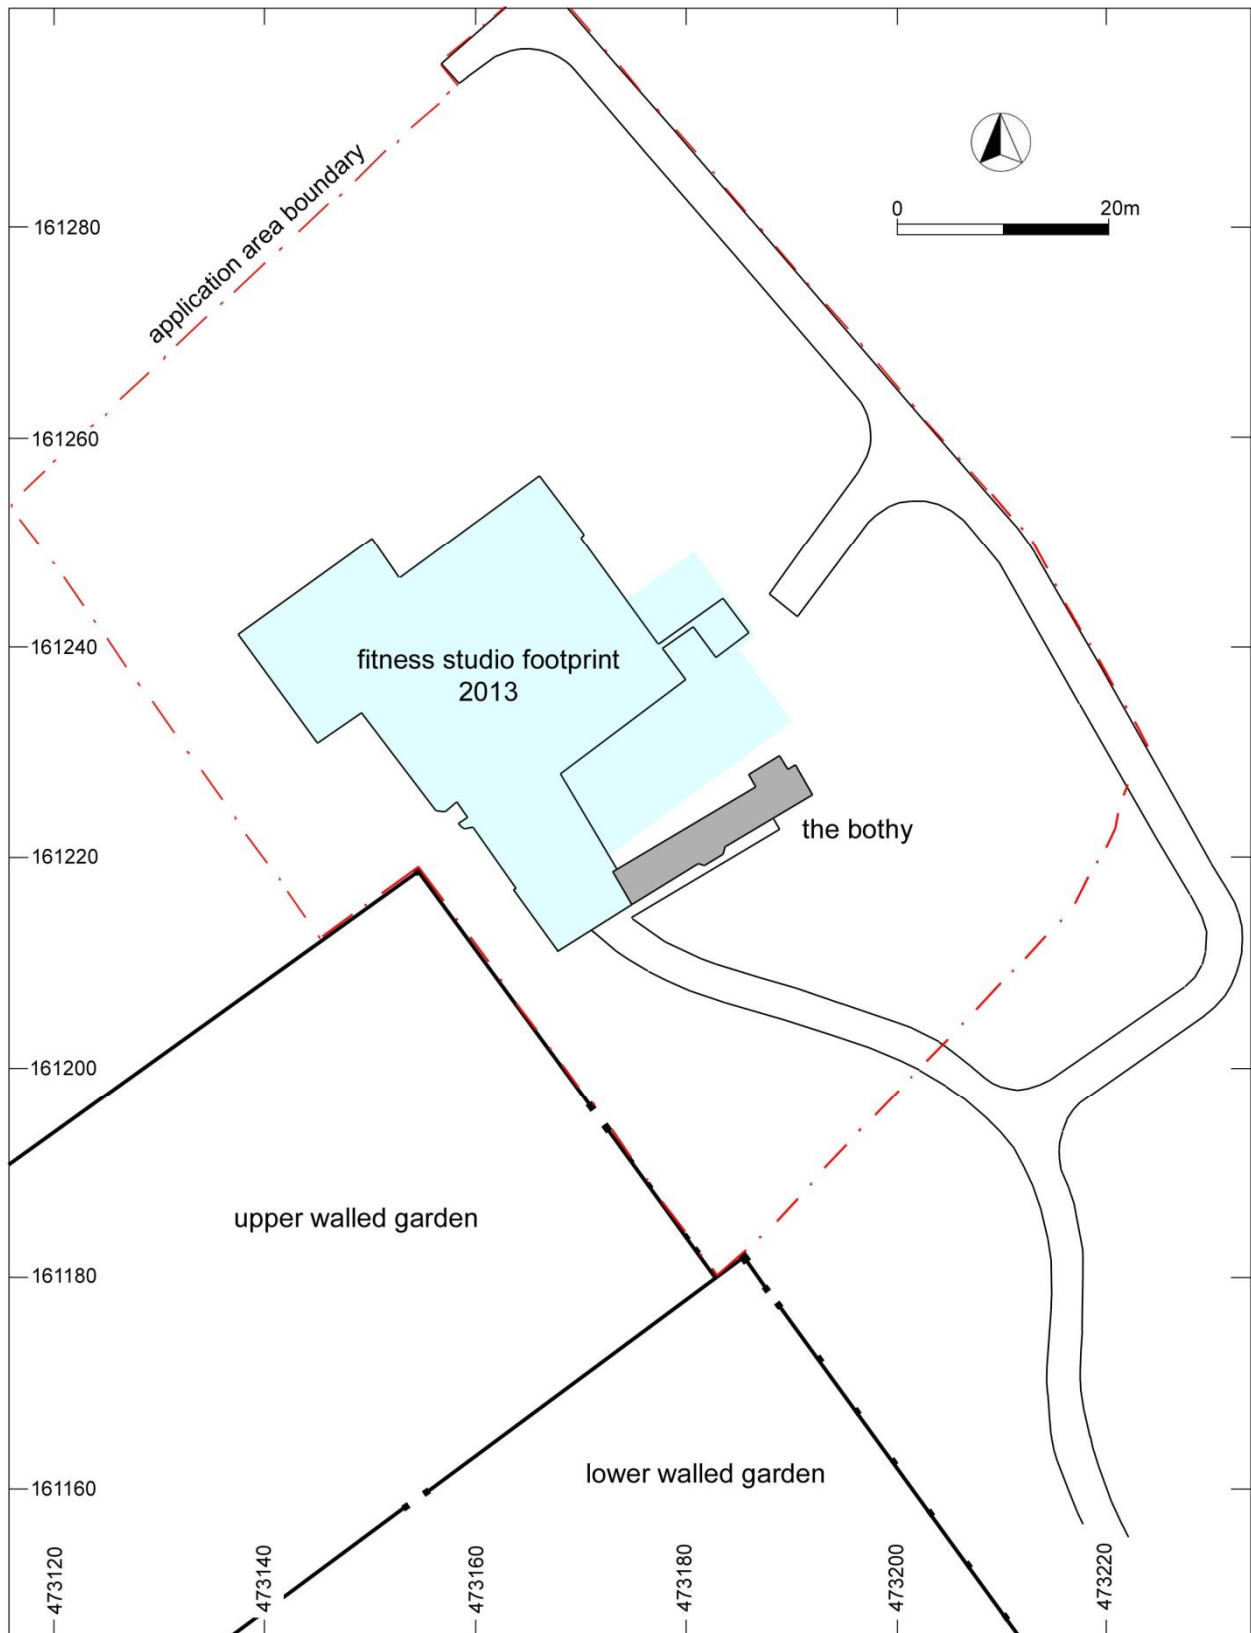 application area boundary
0 20m
161280
161260
fitness studio footprint
2013
161240
the bothy
161220
161200
upper walled garden
161180
lower walled garden
161160
473120
473140
473160
473180
473200
473220